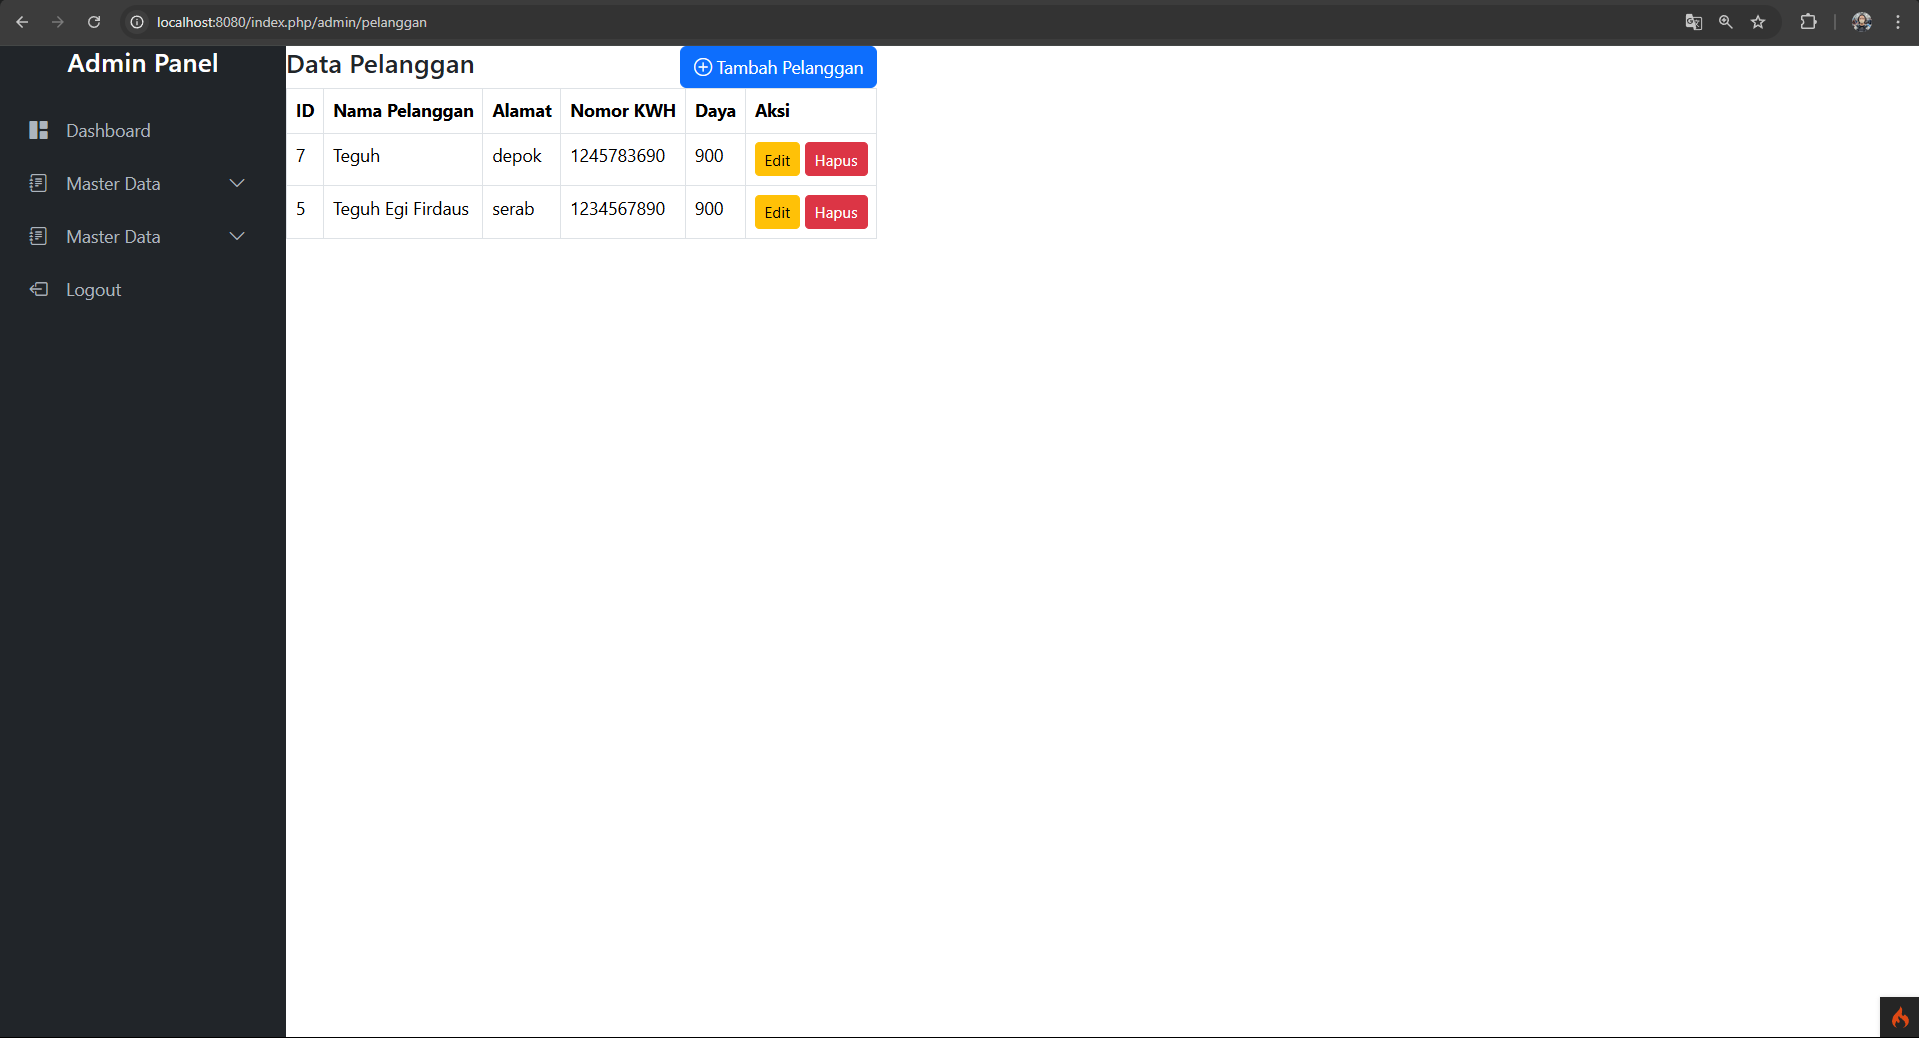 localhost:8080/index.php/admin/pelanggan
Admin Panel
Dashboard
Master Data
Master Data
Logout
Data Pelanggan
Tambah Pelanggan
ID Nama Pelanggan Alamat Nomor KWH Daya Aksi
7 Teguh depok 1245783690 900 Edit Hapus
5 Teguh Egi Firdaus serab 1234567890 900 Edit Hapus